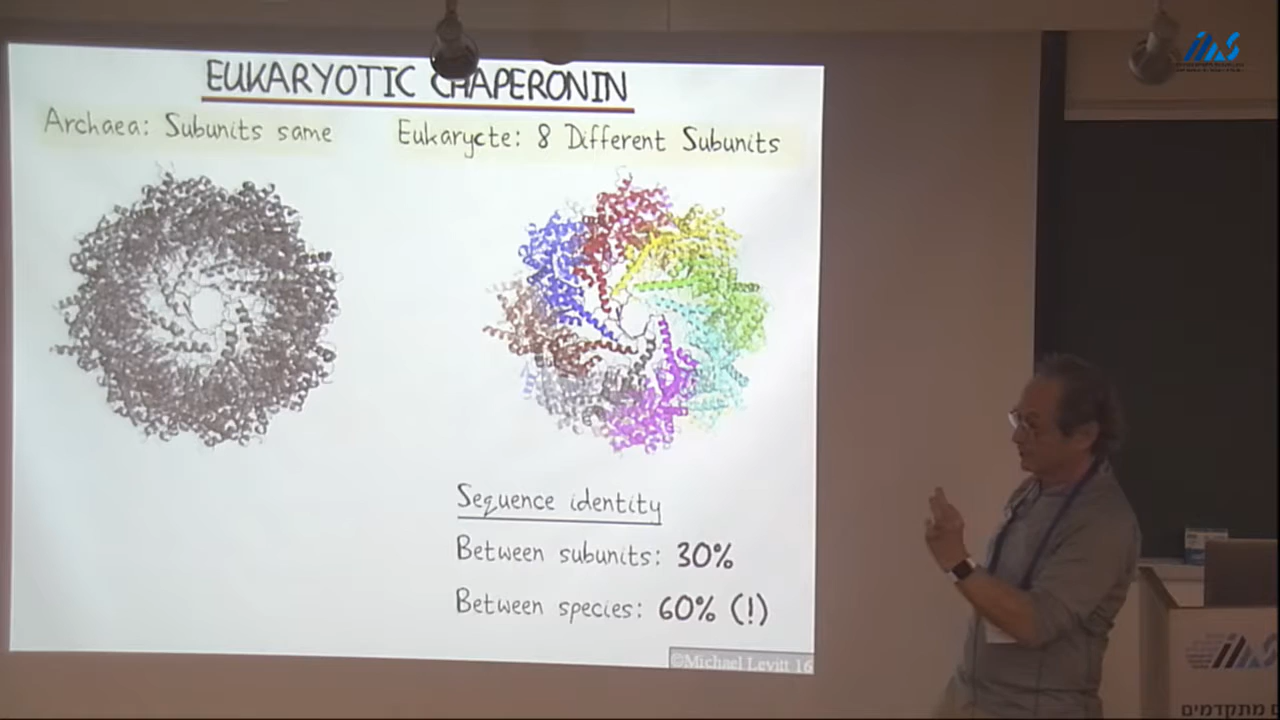 EUKARYOTIC CHAPERONIN
Archaea: Subunits same
Eukaryote: 8 Different Subunits
Sequence identity
Between subunits: 30%
Between species: 60% (!)
©Michael Levitt 16
ם מתקדמים